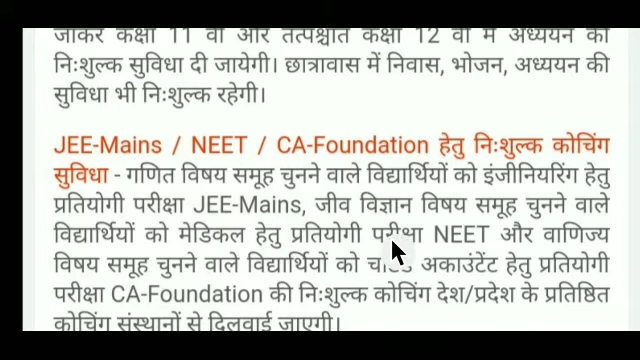 जाकर कक्षा 11 वी और तत्पश्चात कक्षा 12 वी में अध्ययन की
निःशुल्क सुविधा दी जायेगी। छात्रावास में निवास, भोजन, अध्ययन की
सुविधा भी निःशुल्क रहेगी।
JEE-Mains / NEET / CA-Foundation हेतु निःशुल्क कोचिंग
सुविधा - गणित विषय समूह चुनने वाले विद्यार्थियों को इंजीनियरिंग हेतु
प्रतियोगी परीक्षा JEE-Mains, जीव विज्ञान विषय समूह चुनने वाले
विद्यार्थियों को मेडिकल हेतु प्रतियोगी परीक्षा NEET और वाणिज्य
विषय समूह चुनने वाले विद्यार्थियों को अकाउंटेंट हेतु प्रतियोगी
परीक्षा CA-Foundation की निःशुल्क कोचिंग देश/प्रदेश के प्रतिष्ठित
कोचिंग संस्थानों से दिलवाई जाएगी।